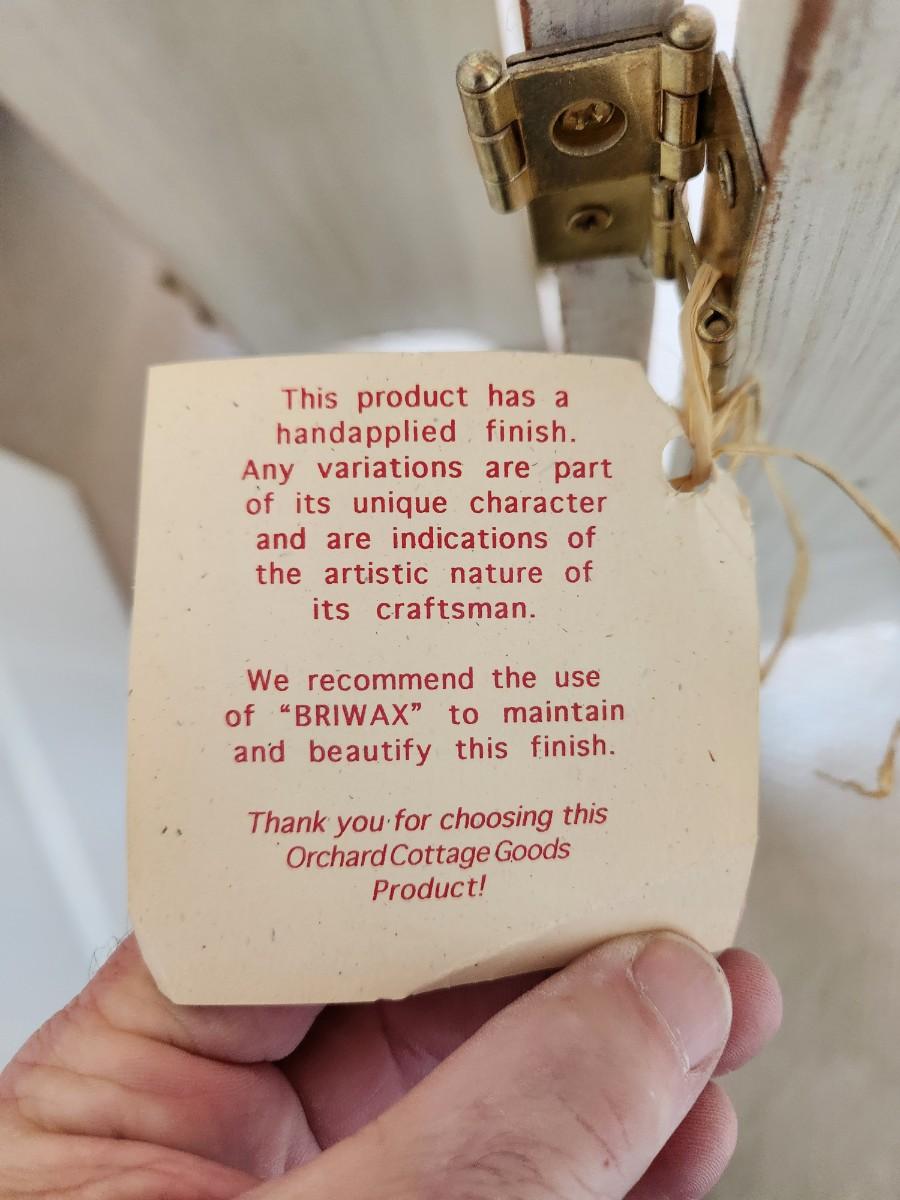 This product has a
handapplied finish.
Any variations are part
of its unique character
and are indications of
the artistic nature of
its craftsman.
We recommend the use
of “BRIWAX” to maintain
and beautify this finish.
Thank you for choosing this
Orchard Cottage Goods
Product!